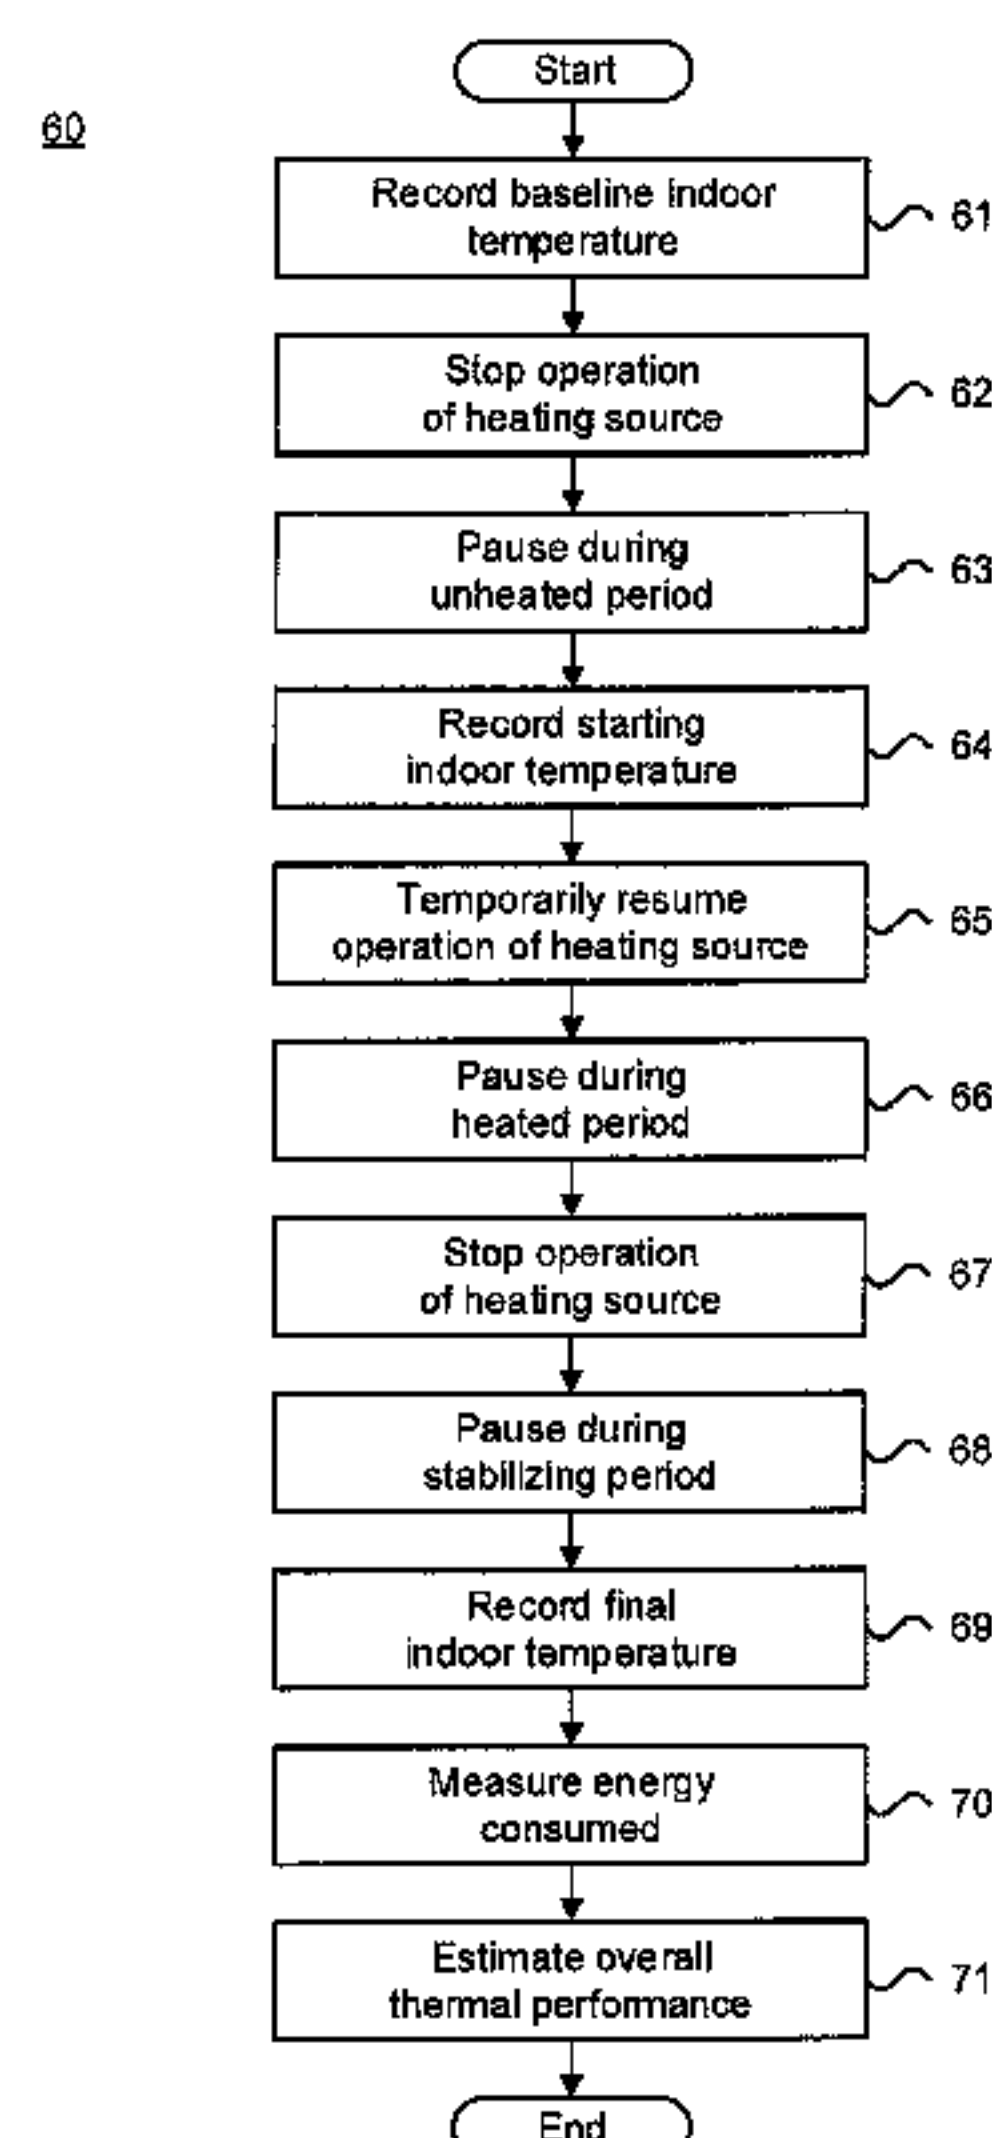 Start
60
Record baseline indoor
temperature
61
Stop operation
of heating source
62
Pause during
unheated period
63
Record starting
indoor temperature
64
Temporarily resume
operation of heating source
65
Pause during
heated period
66
Stop operation
of heating source
67
Pause during
stabilizing period
68
Record final
indoor temperature
69
Measure energy
consumed
70
Estimate overall
thermal performance
71
End